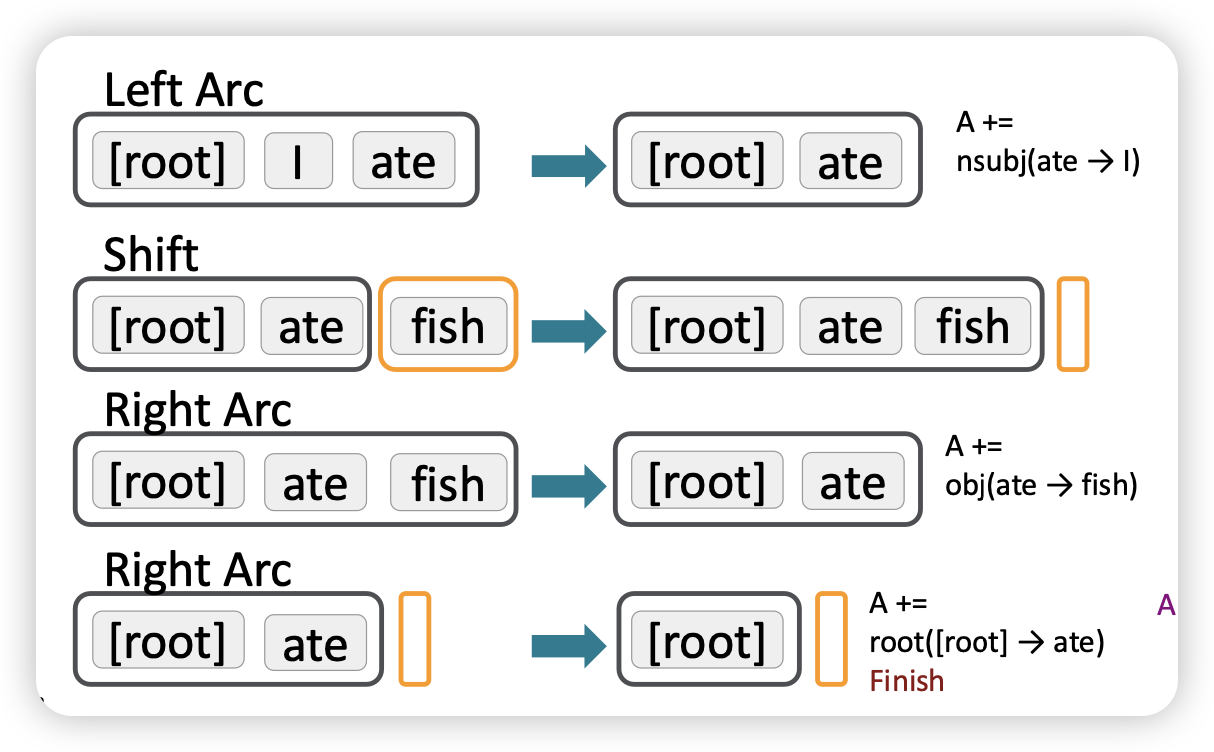 Left Arc
[root] I ate [root] ate
A +=
nsubj(ate → I)
Shift
[root] ate fish [root] ate fish
Right Arc
[root] ate fish [root] ate
A +=
obj(ate → fish)
Right Arc
[root] ate [root]
A +=
root([root] → ate)
Finish
A